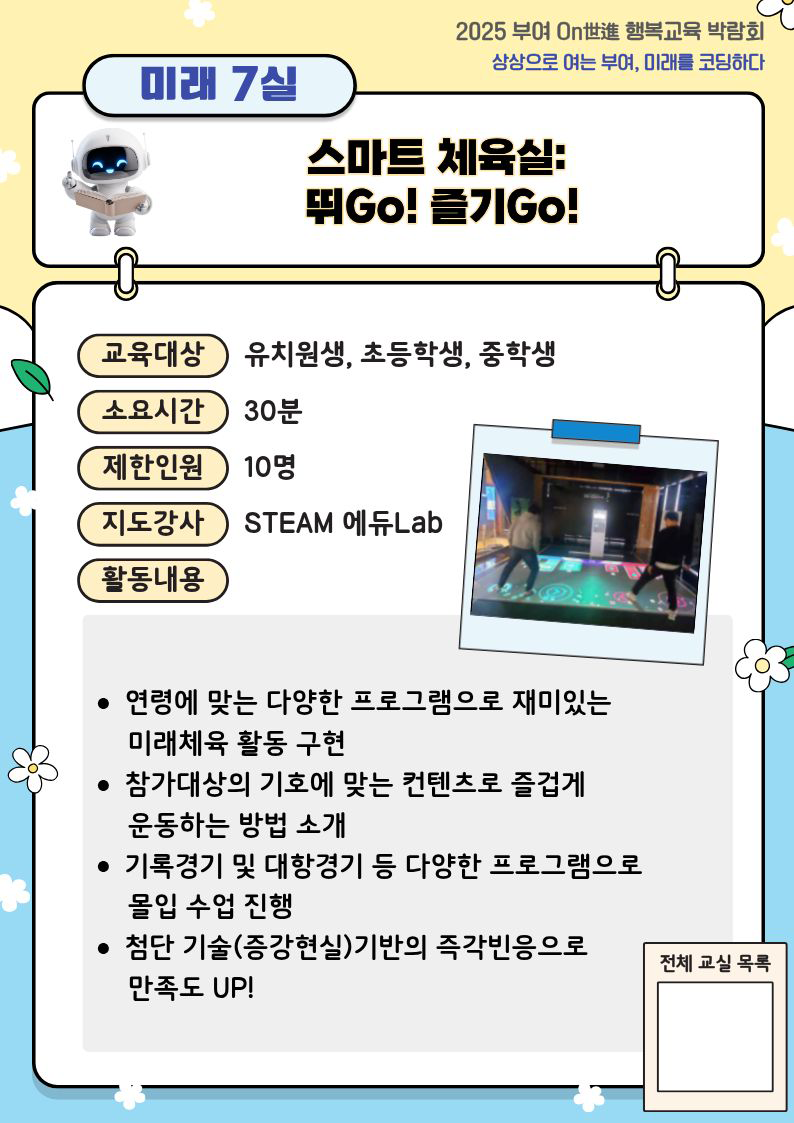 2025 부여 On世進 행복교육 박람회
상상으로 여는 부여, 미래를 코딩하다
미래 7실
스마트 체육실:
뛰Go! 즐기Go!
교육대상 유치원생, 초등학생, 중학생
소요시간 30분
제한인원 10명
지도강사 STEAM 에듀Lab
활동내용
• 연령에 맞는 다양한 프로그램으로 재미있는
미래체육 활동 구현
• 참가대상의 기호에 맞는 컨텐츠로 즐겁게
운동하는 방법 소개
• 기록경기 및 대항경기 등 다양한 프로그램으로
몰입 수업 진행
• 첨단 기술(증강현실)기반의 즉각빈응으로
만족도 UP!
전체 교실 목록